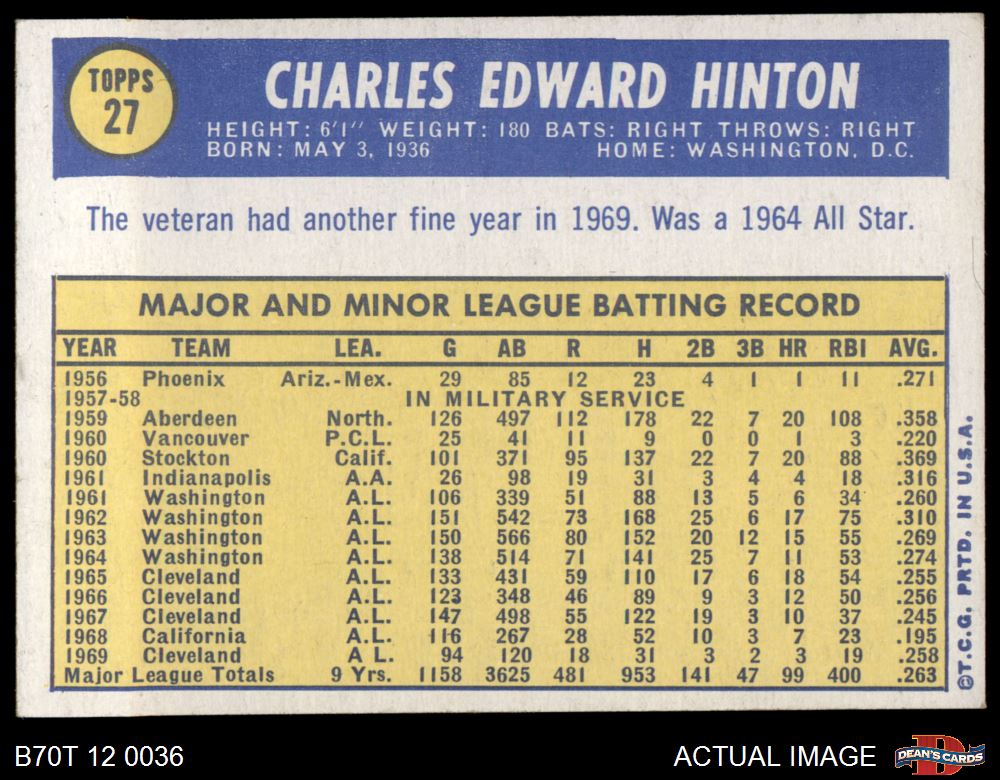 TOPPS
27
CHARLES EDWARD HINTON
HEIGHT: 6'1" WEIGHT: 180 BATS: RIGHT THROWS: RIGHT
BORN: MAY 3, 1936 HOME: WASHINGTON, D.C.
The veteran had another fine year in 1969. Was a 1964 All Star.
MAJOR AND MINOR LEAGUE BATTING RECORD
YEAR TEAM LEA. G AB R H 2B 3B HR RBI AVG.
1956 Phoenix Ariz.-Mex. 29 85 12 23 4 1 1 11 .271
1957-58 IN MILITARY SERVICE
1959 Aberdeen North. 126 497 112 178 22 7 20 108 .358
1960 Vancouver P.C.L. 25 41 11 9 0 0 1 3 .220
1960 Stockton Calif. 101 371 95 137 22 7 20 88 .369
1961 Indianapolis A.A. 26 98 19 31 3 4 4 18 .316
1961 Washington A.L. 106 339 51 88 13 5 6 34 .260
1962 Washington A.L. 151 542 73 168 25 6 17 75 .310
1963 Washington A.L. 150 566 80 152 20 12 15 55 .269
1964 Washington A.L. 138 514 71 141 25 7 11 53 .274
1965 Cleveland A.L. 133 431 59 110 17 6 18 54 .255
1966 Cleveland A.L. 123 348 46 89 9 3 12 50 .256
1967 Cleveland A.L. 147 498 55 122 19 3 10 37 .245
1968 California A.L. 116 267 28 52 10 3 7 23 .195
1969 Cleveland A L. 94 120 18 31 3 2 3 19 .258
Major League Totals 9 Yrs. 1158 3625 481 953 141 47 99 400 .263
©T.C.G. PRTD. IN U.S.A.
B70T 12 0036
ACTUAL IMAGE
DEAN'S CARDS